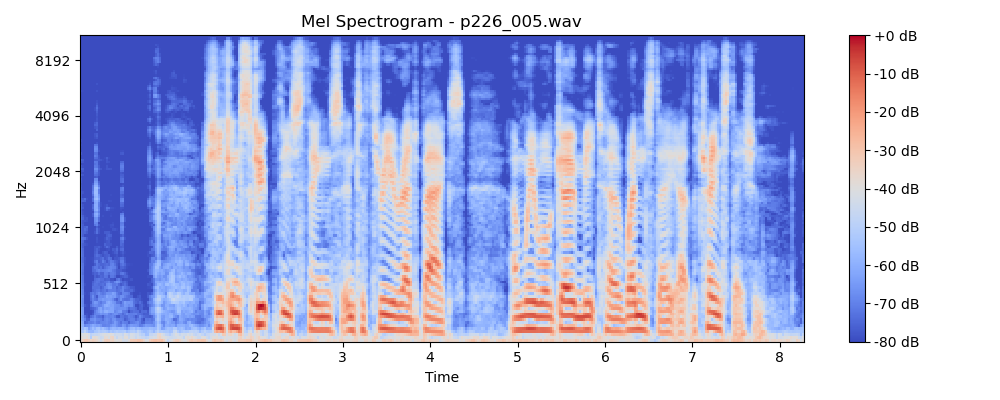 Mel Spectrogram - p226_005.wav
Hz
8192
4096
2048
1024
512
0
0 1 2 3 4 5 6 7 8
Time
+0 dB
-10 dB
-20 dB
-30 dB
-40 dB
-50 dB
-60 dB
-70 dB
-80 dB